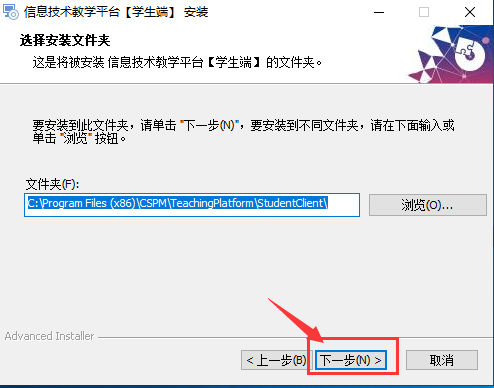 信息技术教学平台【学生端】 安装
选择安装文件夹
这是将被安装 信息技术教学平台【学生端】 的文件夹。
要安装到此文件夹，请单击 "下一步(N)"，要安装到不同文件夹，请在下面输入或
单击 "浏览" 按钮。
文件夹(F):
C:\Program Files (x86)\CSPM\TeachingPlatform\StudentClient\
浏览(O)...
Advanced Installer
< 上一步(B)
下一步(N) >
取消